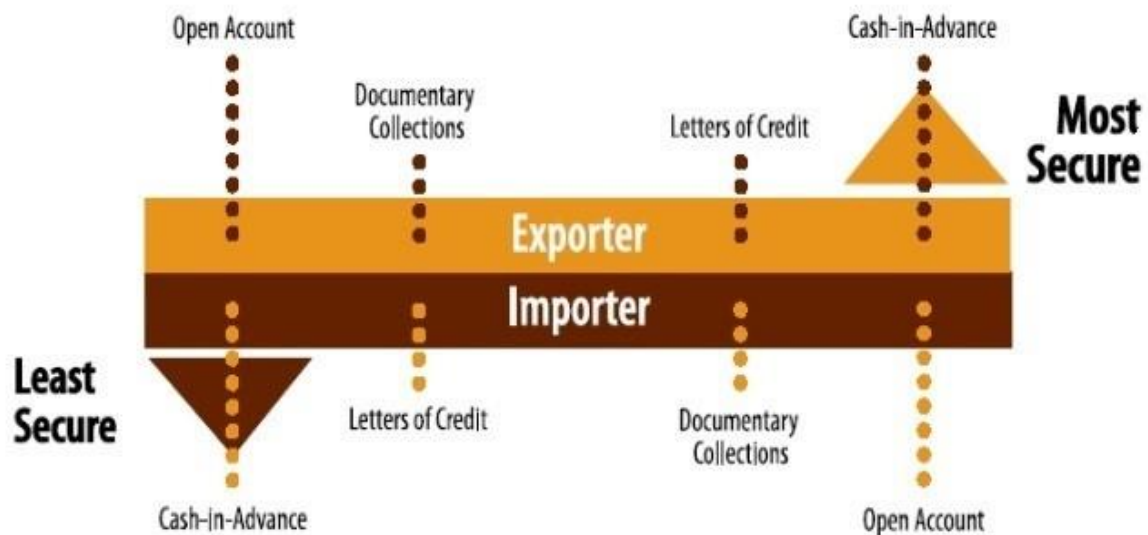 Open Account
Cash-in-Advance
Documentary
Collections
Letters of Credit
Most
Secure
Exporter
Importer
Least
Secure
Letters of Credit
Documentary
Collections
Cash-in-Advance
Open Account